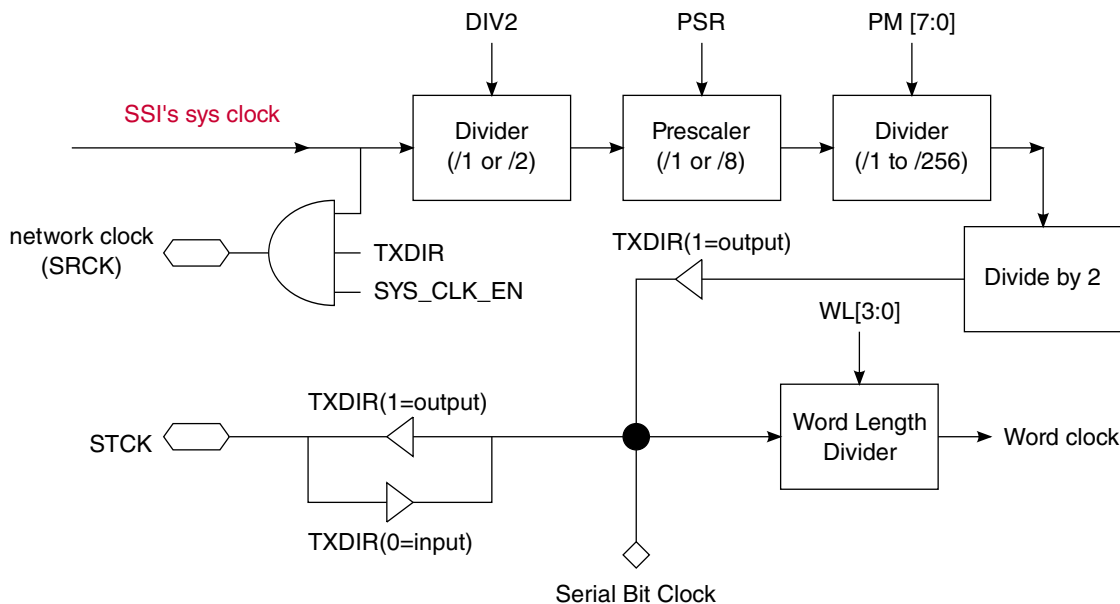 DIV2
PSR
PM [7:0]
SSI's sys clock
Divider
(/1 or /2)
Prescaler
(/1 or /8)
Divider
(/1 to /256)
network clock
(SRCK)
TXDIR
SYS_CLK_EN
TXDIR(1=output)
Divide by 2
WL[3:0]
TXDIR(1=output)
STCK
Word Length
Divider
Word clock
TXDIR(0=input)
Serial Bit Clock